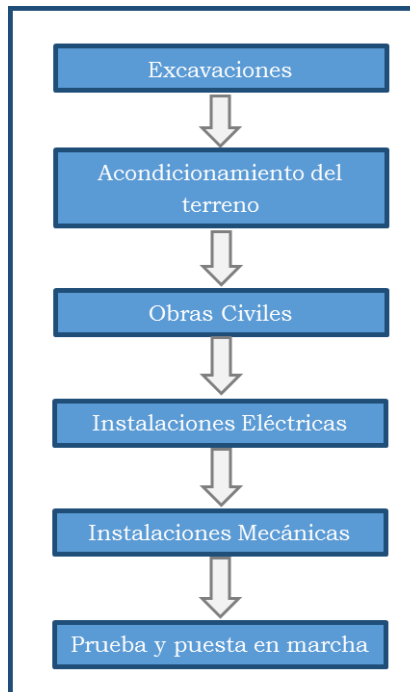 Excavaciones
Acondicionamiento del
terreno
Obras Civiles
Instalaciones Eléctricas
Instalaciones Mecánicas
Prueba y puesta en marcha